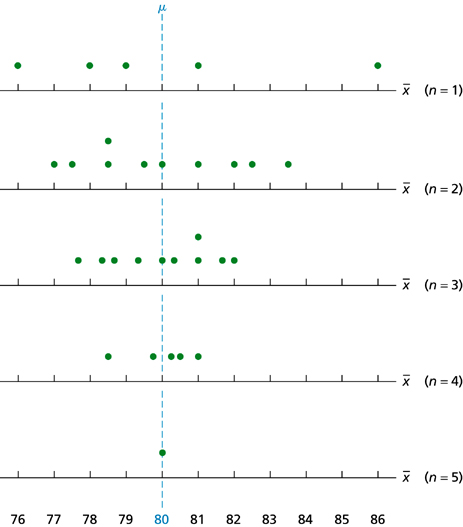 μ
x̄ (n = 1)
x̄ (n = 2)
x̄ (n = 3)
x̄ (n = 4)
x̄ (n = 5)
76 77 78 79 80 81 82 83 84 85 86